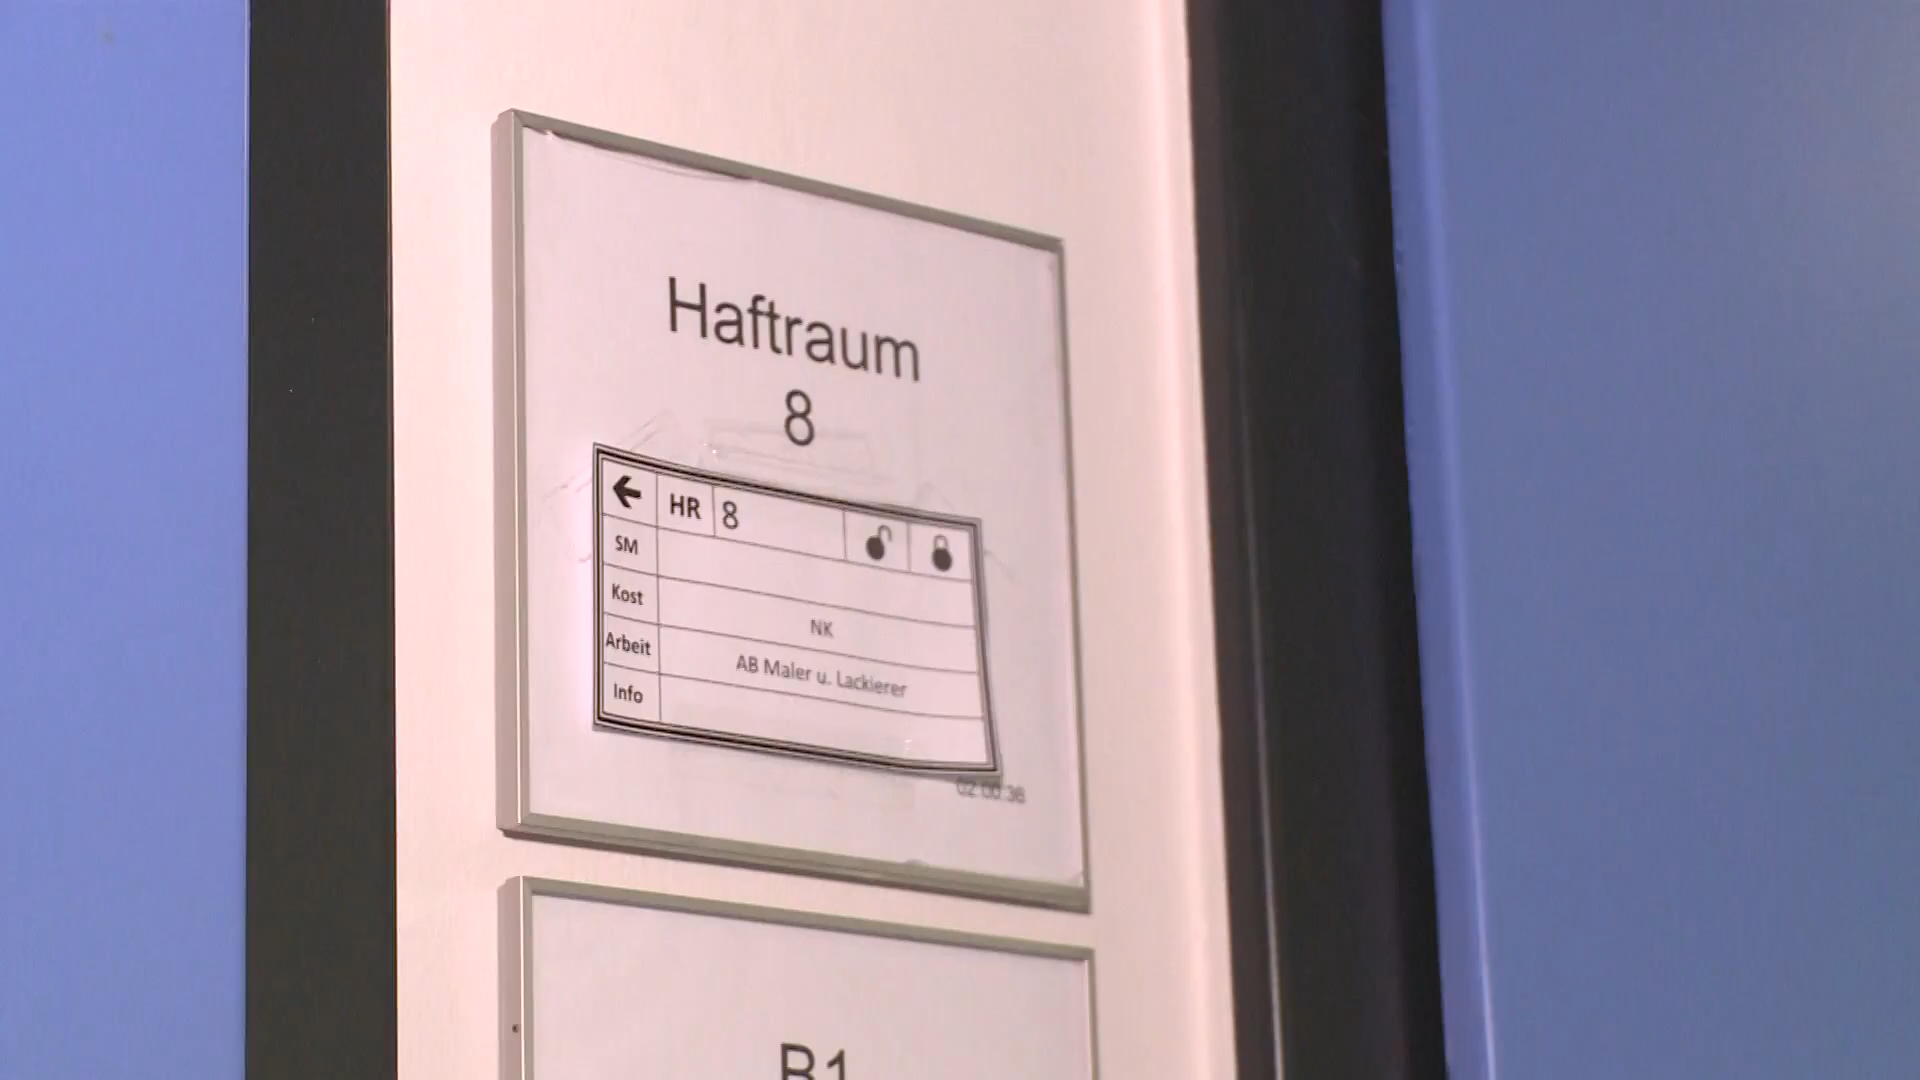 Haftraum
8
HR 8
SM
Kost NK
Arbeit AB Maler u. Lackierer
Info
02 00.38
B1